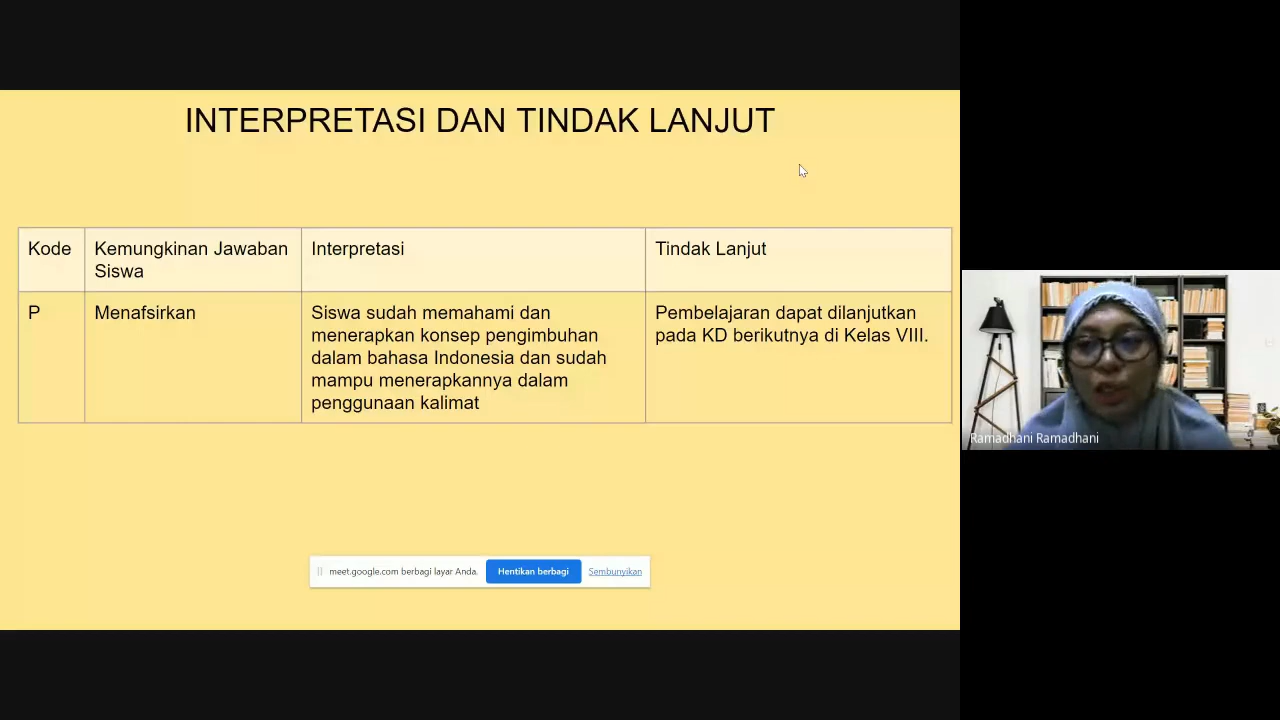 INTERPRETASI DAN TINDAK LANJUT
Kode
Kemungkinan Jawaban
Siswa
Interpretasi
Tindak Lanjut
P
Menafsirkan
Siswa sudah memahami dan
menerapkan konsep pengimbuhan
dalam bahasa Indonesia dan sudah
mampu menerapkannya dalam
penggunaan kalimat
Pembelajaran dapat dilanjutkan
pada KD berikutnya di Kelas VIII.
meet.google.com berbagi layar Anda.
Hentikan berbagi
Sembunyikan
Ramadhani Ramadhani